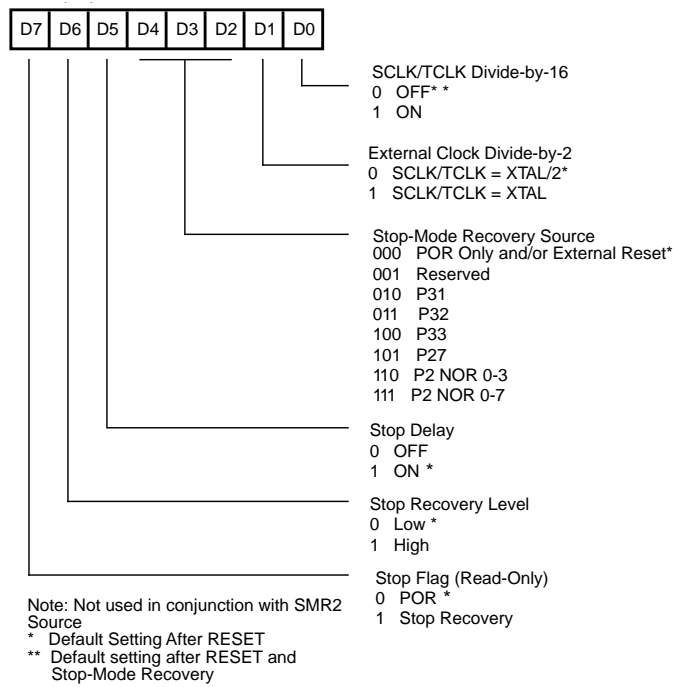 D7 D6 D5 D4 D3 D2 D1 D0
SCLK/TCLK Divide-by-16
0 OFF* *
1 ON
External Clock Divide-by-2
0 SCLK/TCLK = XTAL/2*
1 SCLK/TCLK = XTAL
Stop-Mode Recovery Source
000 POR Only and/or External Reset*
001 Reserved
010 P31
011 P32
100 P33
101 P27
110 P2 NOR 0-3
111 P2 NOR 0-7
Stop Delay
0 OFF
1 ON *
Stop Recovery Level
0 Low *
1 High
Stop Flag (Read-Only)
0 POR *
1 Stop Recovery
Note: Not used in conjunction with SMR2
Source
* Default Setting After RESET
** Default setting after RESET and
Stop-Mode Recovery